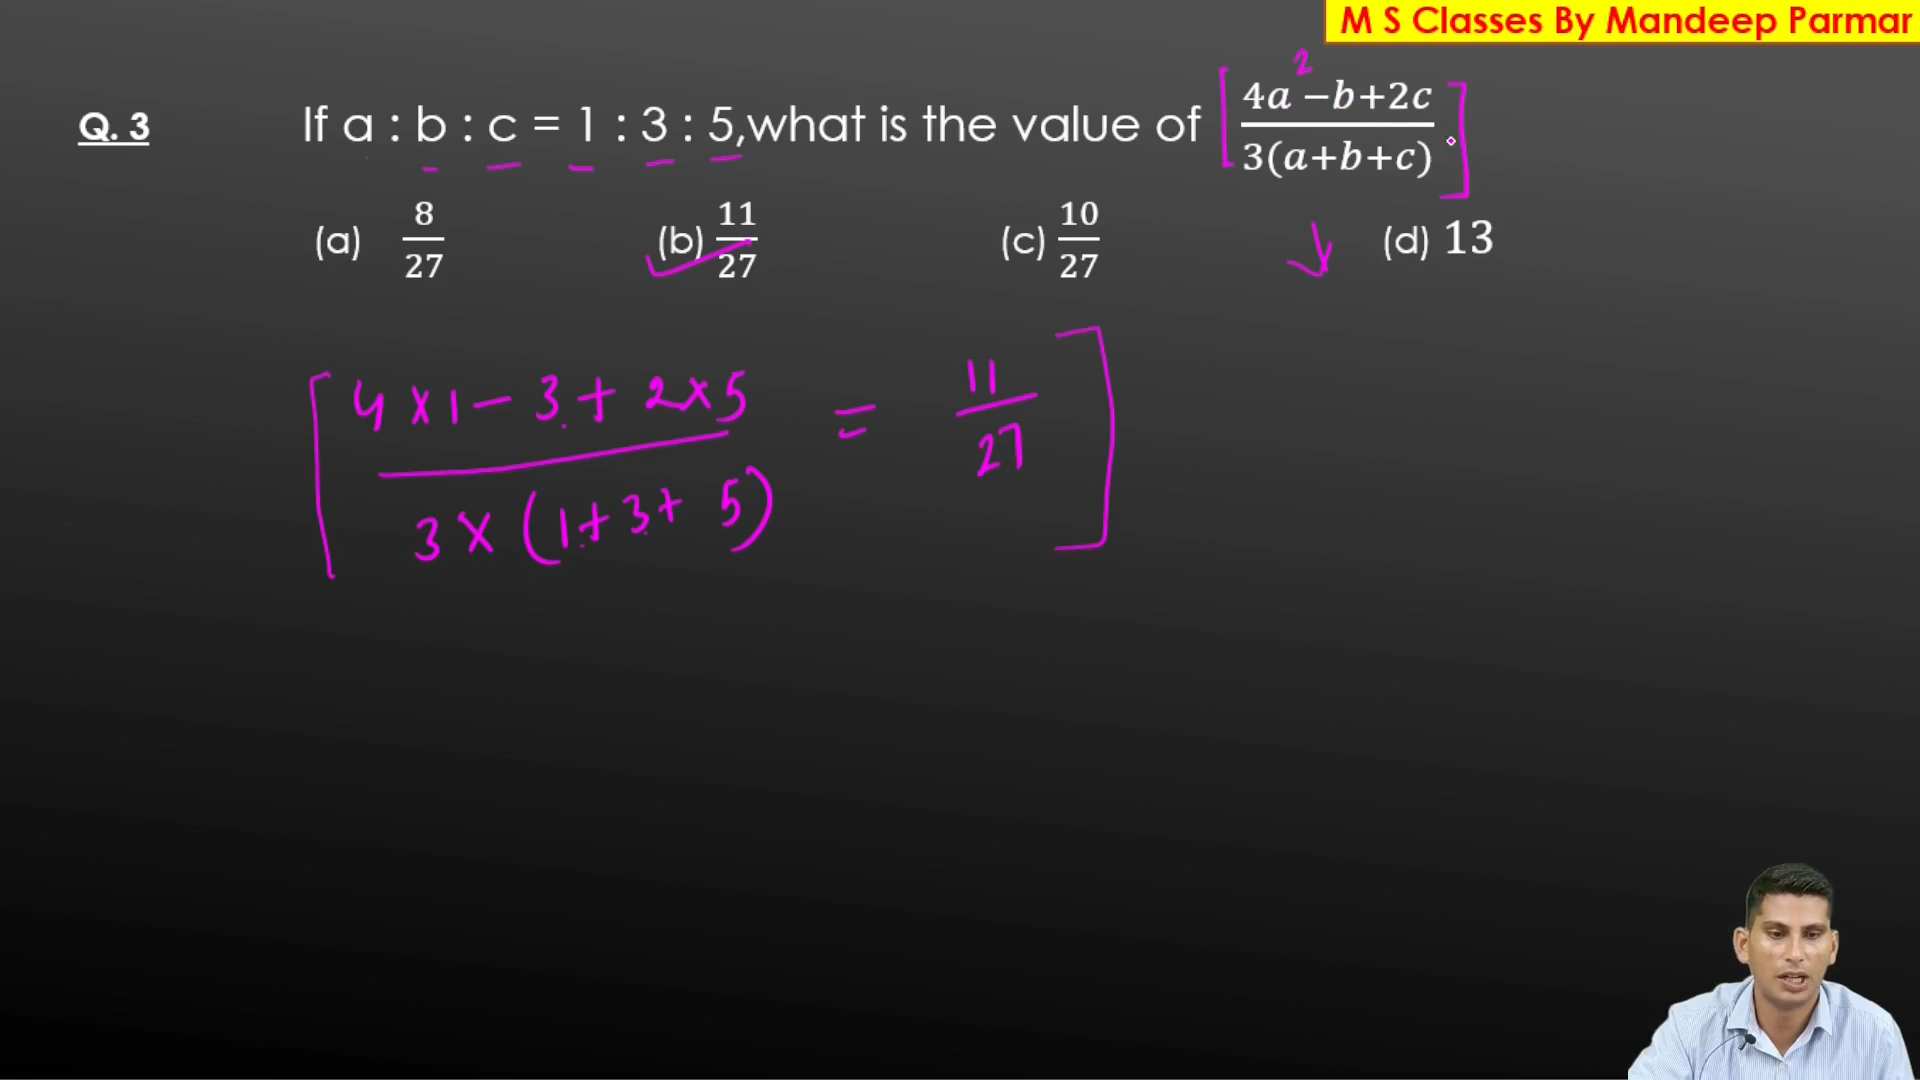 M S Classes By Mandeep Parmar
Q. 3 If a : b : c = 1 : 3 : 5,what is the value of [ (4a² −b+2c)/(3(a+b+c)) . ]
(a) 8/27 (b) 11/27 (c) 10/27 (d) 13
[ (4 × 1 − 3 + 2 × 5)/(3 × (1 + 3 + 5)) = 11/27 ]